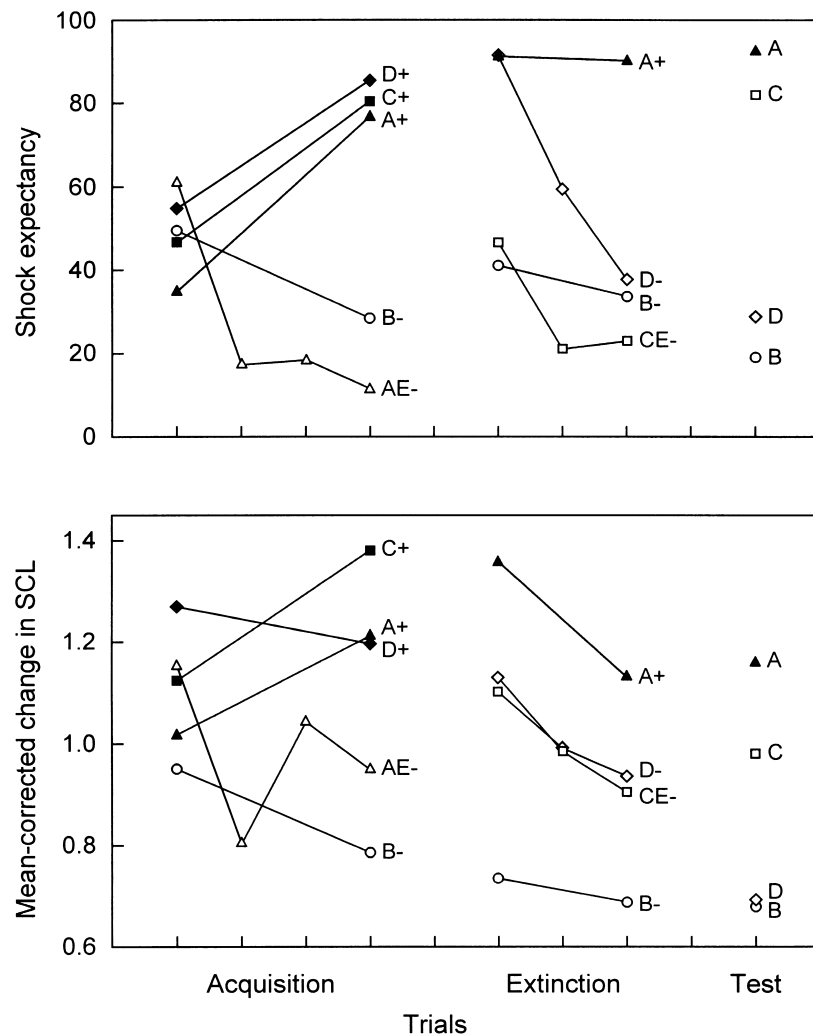 100
80
60
40
20
0
Shock expectancy
D+
C+
A+
B-
AE-
A+
D-
B-
CE-
A
C
D
B
1.4
1.2
1.0
0.8
0.6
Mean-corrected change in SCL
C+
A+
D+
AE-
B-
A+
D-
CE-
B-
A
C
D
B
Acquisition Extinction Test
Trials